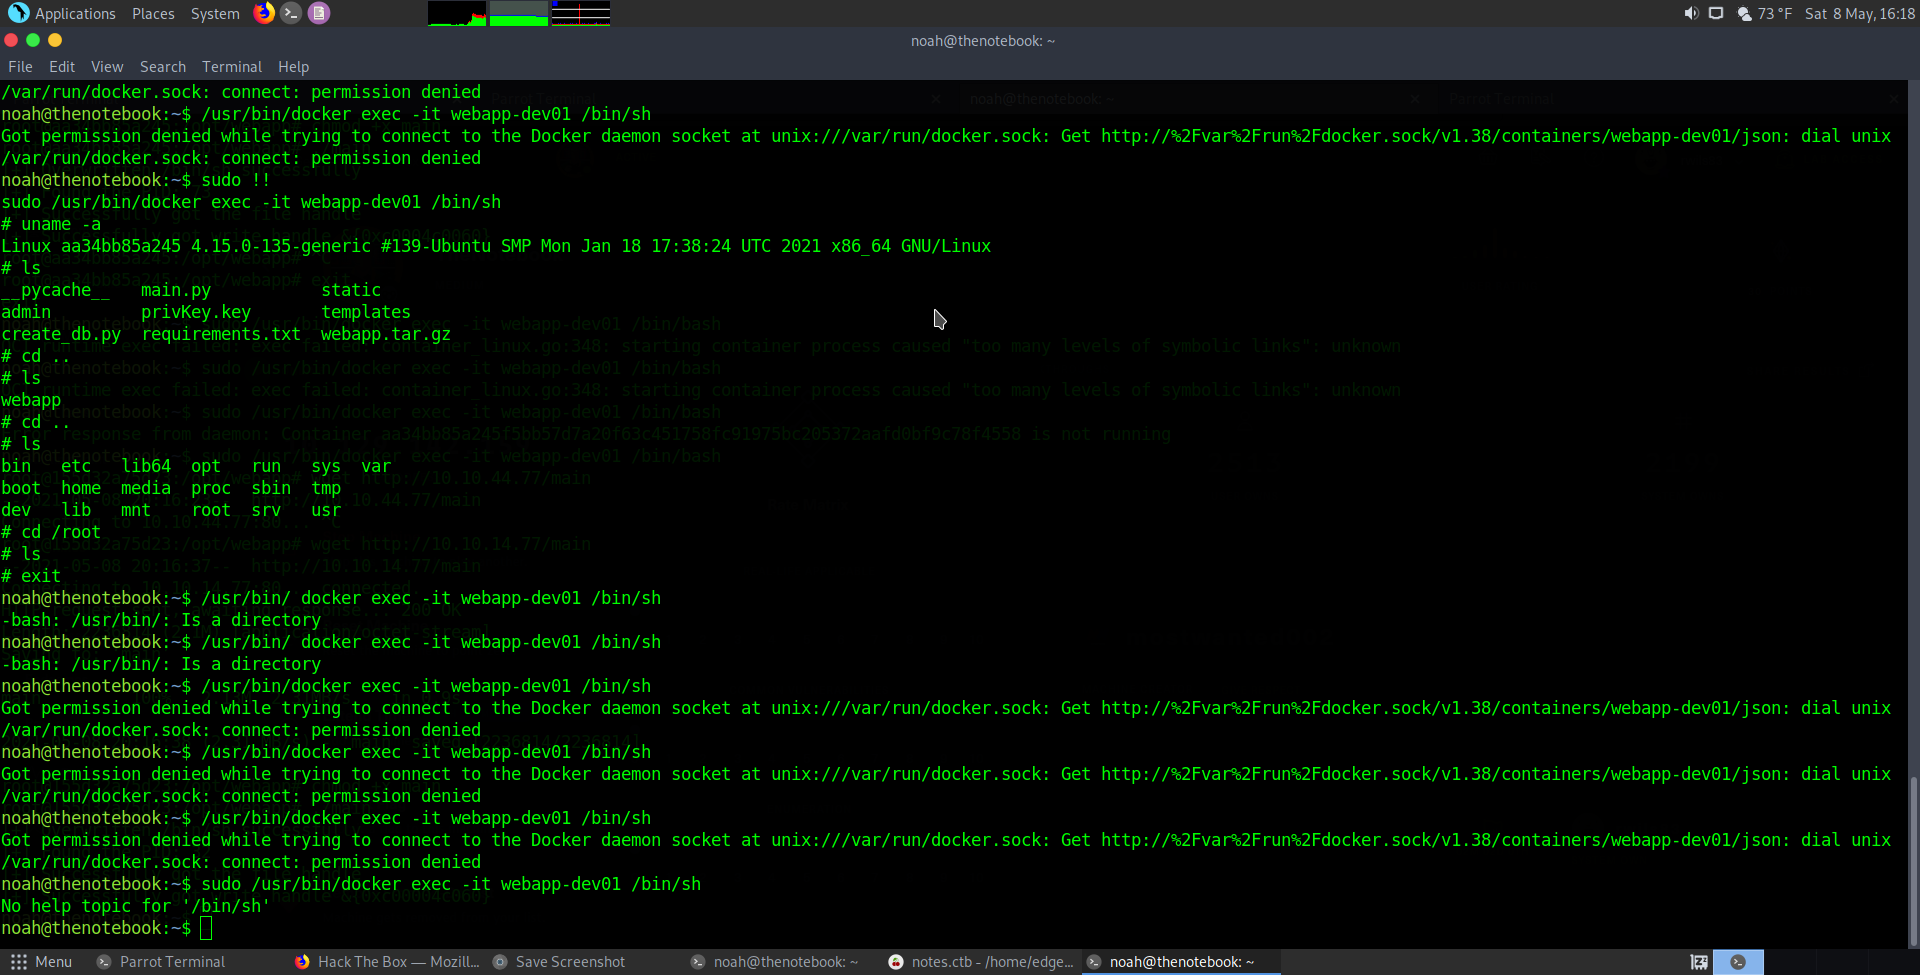 Applications Places System 73 °F Sat 8 May, 16:18
noah@thenotebook: ~
File Edit View Search Terminal Help
/var/run/docker.sock: connect: permission denied
noah@thenotebook:~$ /usr/bin/docker exec -it webapp-dev01 /bin/sh
Got permission denied while trying to connect to the Docker daemon socket at unix:///var/run/docker.sock: Get http://%2Fvar%2Frun%2Fdocker.sock/v1.38/containers/webapp-dev01/json: dial unix
/var/run/docker.sock: connect: permission denied
noah@thenotebook:~$ sudo !!
sudo /usr/bin/docker exec -it webapp-dev01 /bin/sh
# uname -a
Linux aa34bb85a245 4.15.0-135-generic #139-Ubuntu SMP Mon Jan 18 17:38:24 UTC 2021 x86_64 GNU/Linux
# ls
__pycache__ main.py static
admin privKey.key templates
create_db.py requirements.txt webapp.tar.gz
# cd ..
# ls
webapp
# cd ..
# ls
bin etc lib64 opt run sys var
boot home media proc sbin tmp
dev lib mnt root srv usr
# cd /root
# ls
# exit
noah@thenotebook:~$ /usr/bin/ docker exec -it webapp-dev01 /bin/sh
-bash: /usr/bin/: Is a directory
noah@thenotebook:~$ /usr/bin/ docker exec -it webapp-dev01 /bin/sh
-bash: /usr/bin/: Is a directory
noah@thenotebook:~$ /usr/bin/docker exec -it webapp-dev01 /bin/sh
Got permission denied while trying to connect to the Docker daemon socket at unix:///var/run/docker.sock: Get http://%2Fvar%2Frun%2Fdocker.sock/v1.38/containers/webapp-dev01/json: dial unix
/var/run/docker.sock: connect: permission denied
noah@thenotebook:~$ /usr/bin/docker exec -it webapp-dev01 /bin/sh
Got permission denied while trying to connect to the Docker daemon socket at unix:///var/run/docker.sock: Get http://%2Fvar%2Frun%2Fdocker.sock/v1.38/containers/webapp-dev01/json: dial unix
/var/run/docker.sock: connect: permission denied
noah@thenotebook:~$ /usr/bin/docker exec -it webapp-dev01 /bin/sh
Got permission denied while trying to connect to the Docker daemon socket at unix:///var/run/docker.sock: Get http://%2Fvar%2Frun%2Fdocker.sock/v1.38/containers/webapp-dev01/json: dial unix
/var/run/docker.sock: connect: permission denied
noah@thenotebook:~$ sudo /usr/bin/docker exec -it webapp-dev01 /bin/sh
No help topic for '/bin/sh'
noah@thenotebook:~$
Menu Parrot Terminal Hack The Box — Mozill... Save Screenshot noah@thenotebook: ~ notes.ctb - /home/edge... noah@thenotebook: ~